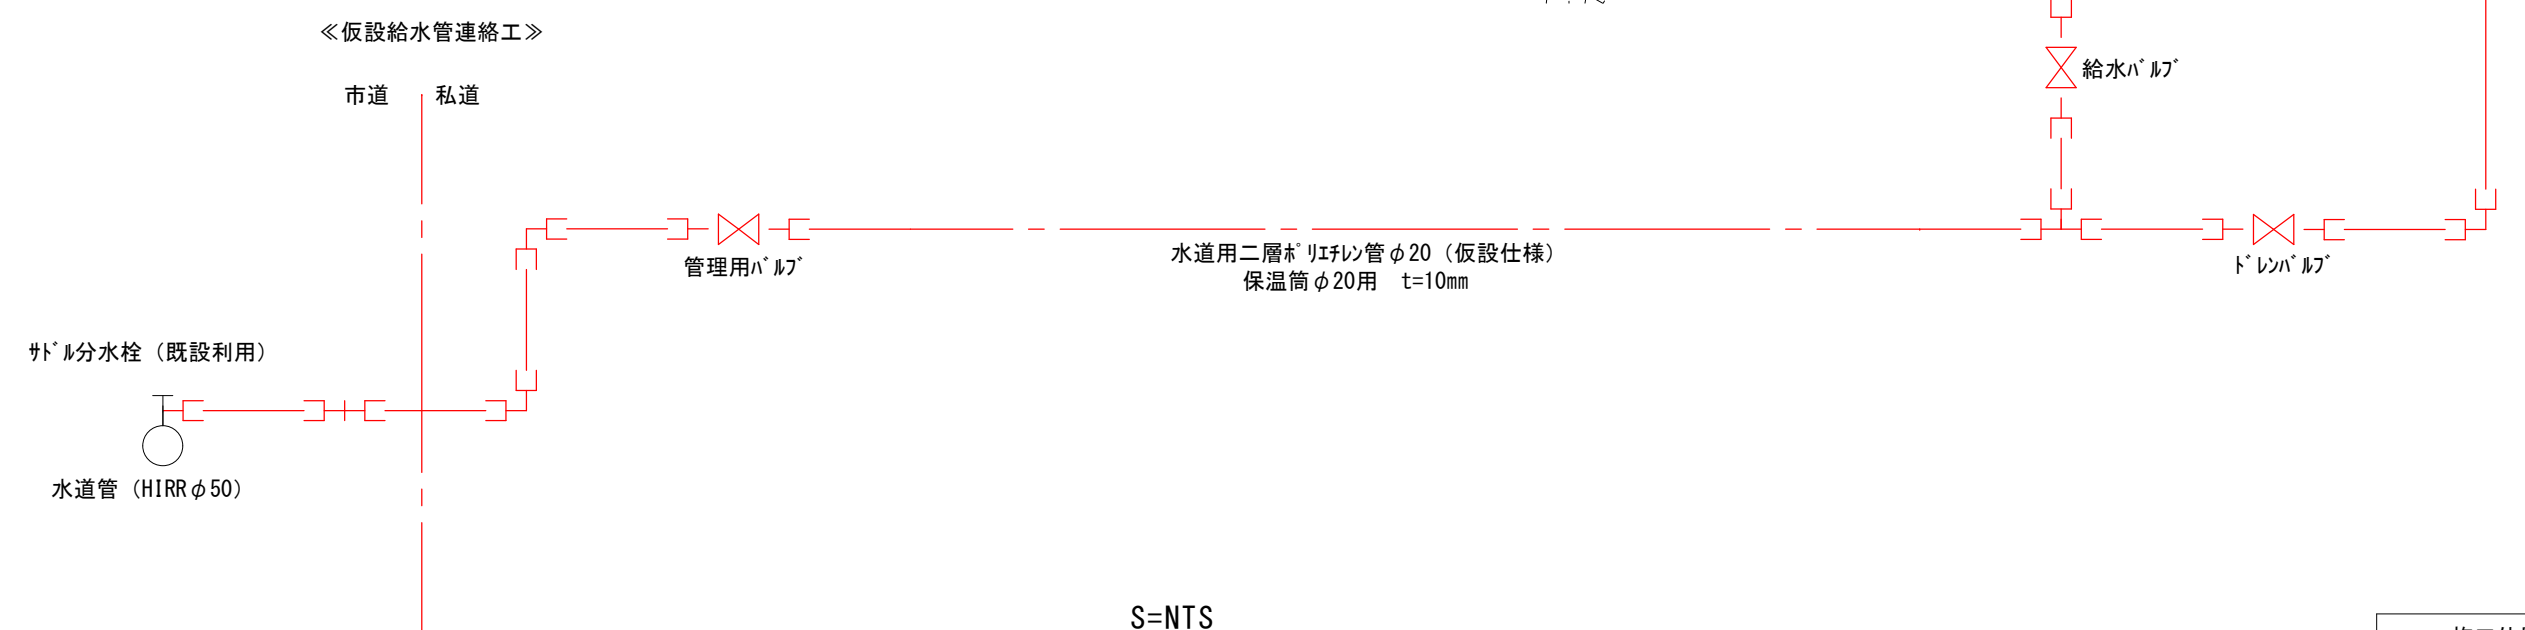 ≪仮設給水管連絡工≫
市道
私道
給水ﾊﾞﾙﾌﾞ
管理用ﾊﾞﾙﾌﾞ
水道用二層ﾎﾟﾘｴﾁﾚﾝ管φ20（仮設仕様）
保温筒φ20用　t=10mm
ﾄﾞﾚﾝﾊﾞﾙﾌﾞ
ｻﾄﾞﾙ分水栓（既設利用）
水道管（HIRRφ50）
S=NTS